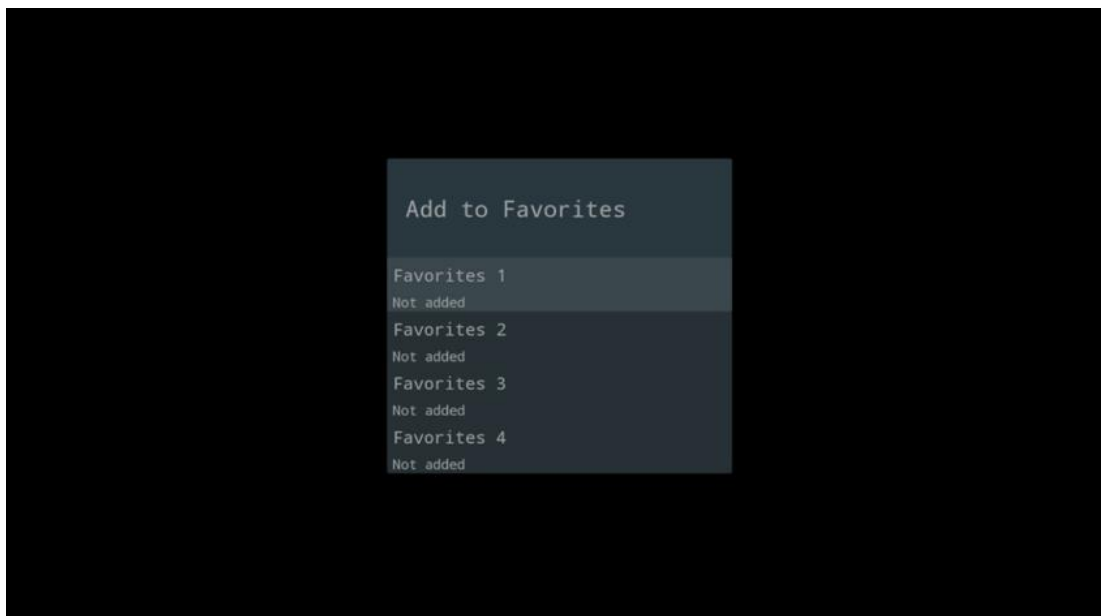 Add to Favorites
Favorites 1
Not added
Favorites 2
Not added
Favorites 3
Not added
Favorites 4
Not added